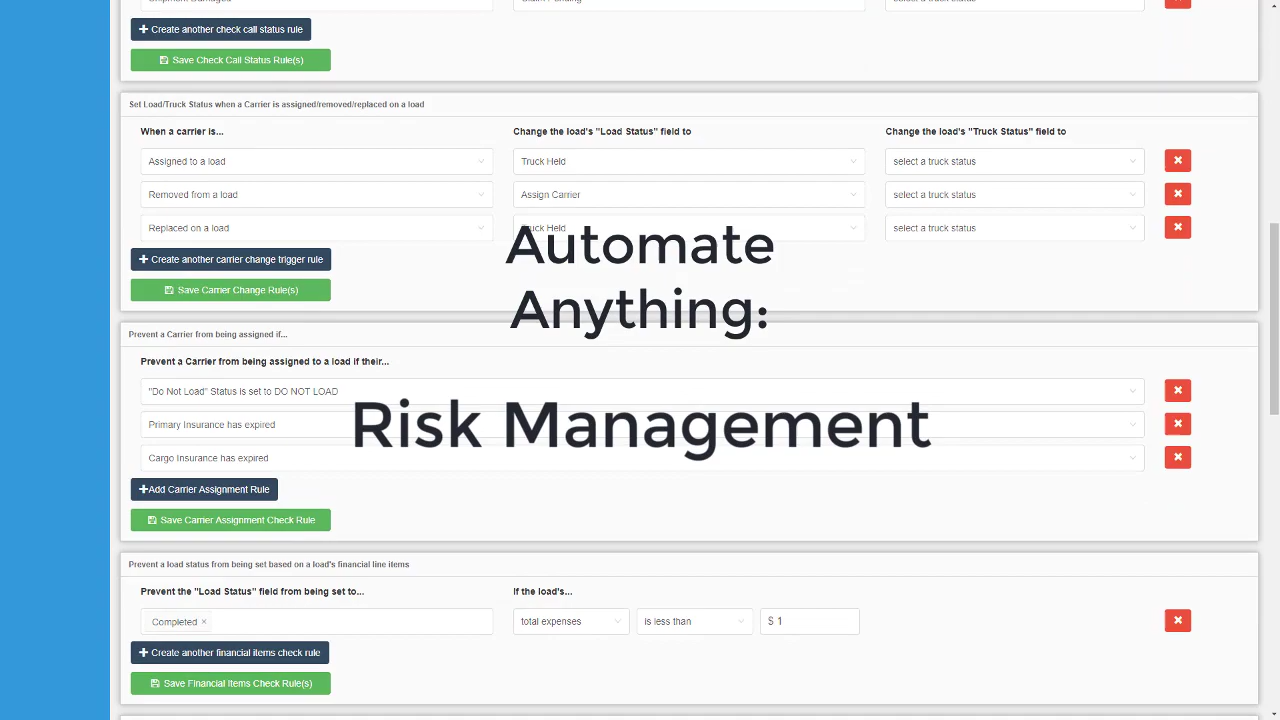 Create another check call status rule
Save Check Call Status Rule(s)
Set Load/Truck Status when a Carrier is assigned/removed/replaced on a load
When a carrier is... Change the load's "Load Status" field to Change the load's "Truck Status" field to
Assigned to a load Truck Held select a truck status
Removed from a load Assign Carrier select a truck status
Replaced on a load Truck Held select a truck status
Automate
Create another carrier change trigger rule
Save Carrier Change Rule(s)
Anything:
Prevent a Carrier from being assigned if...
Prevent a Carrier from being assigned to a load if their...
"Do Not Load" Status is set to DO NOT LOAD
Primary Insurance has expired
Risk Management
Cargo Insurance has expired
Add Carrier Assignment Rule
Save Carrier Assignment Check Rule
Prevent a load status from being set based on a load's financial line items
Prevent the "Load Status" field from being set to... If the load's...
Completed × total expenses is less than $ 1
Create another financial items check rule
Save Financial Items Check Rule(s)